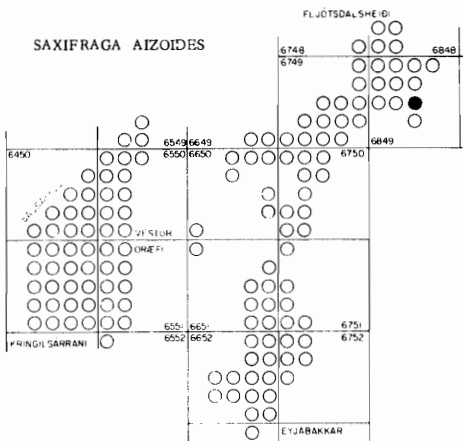 FLJÓTSDALSHEIÐI
SAXIFRAGA AIZOIDES
6748 6848
6749
6549 6649
6450 6550 6650 6750 6849
VESTUR
ÖRÆFI
6551 6651 6751
KRINGILSÁRRANI 6552 6652 6752
EYJABAKKAR